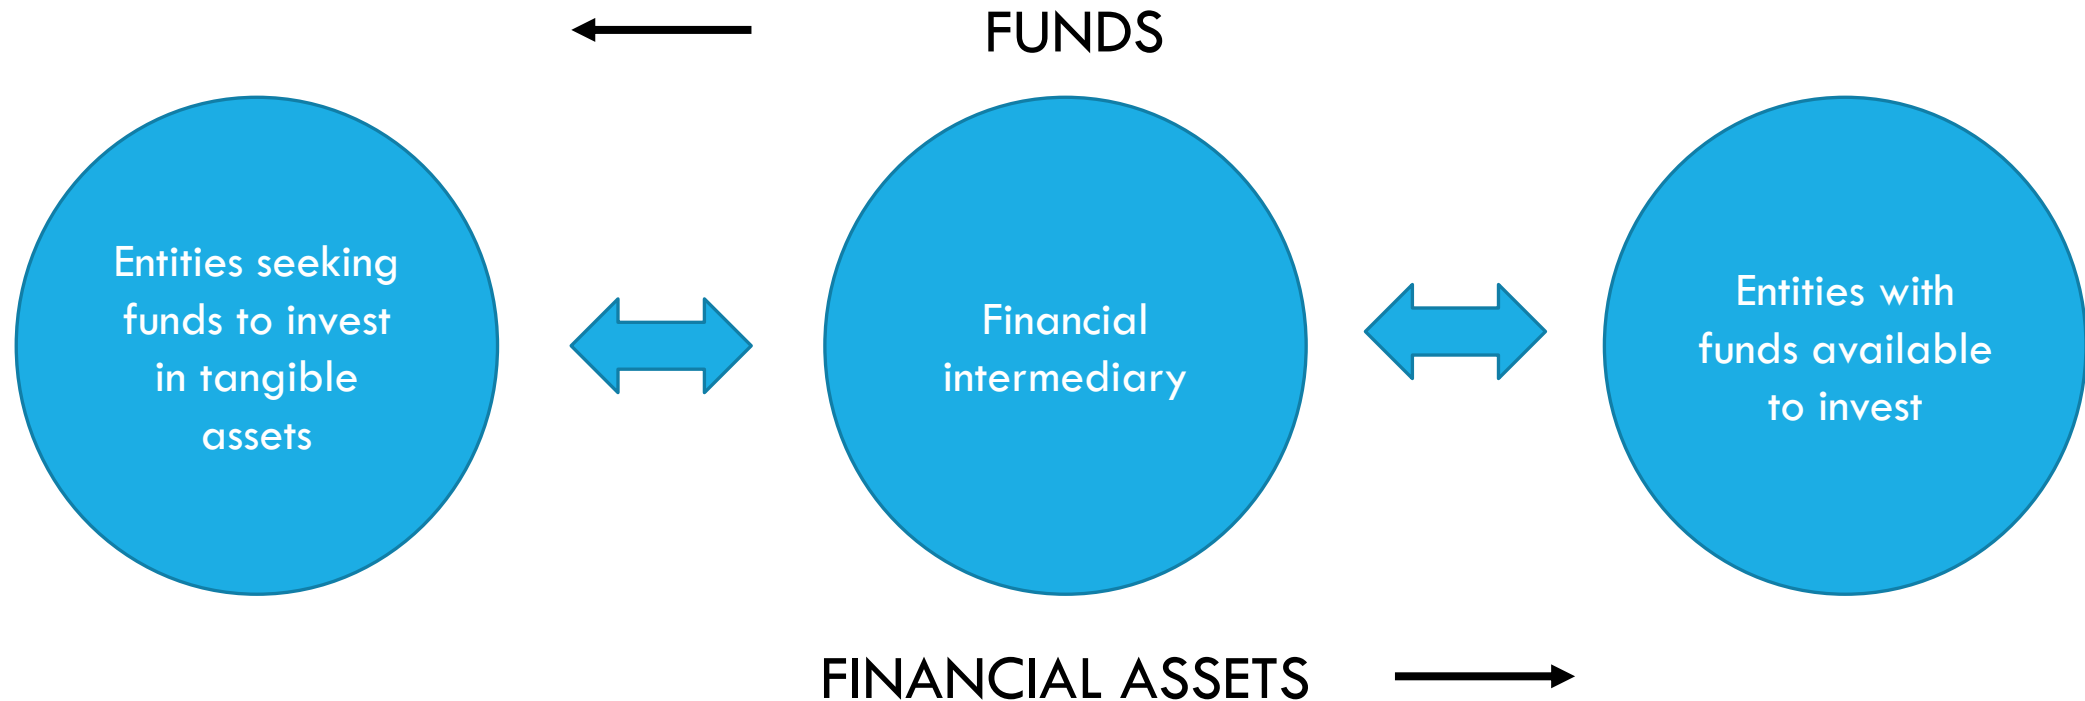 FUNDS
Entities seeking
funds to invest
in tangible
assets
Financial
intermediary
Entities with
funds available
to invest
FINANCIAL ASSETS